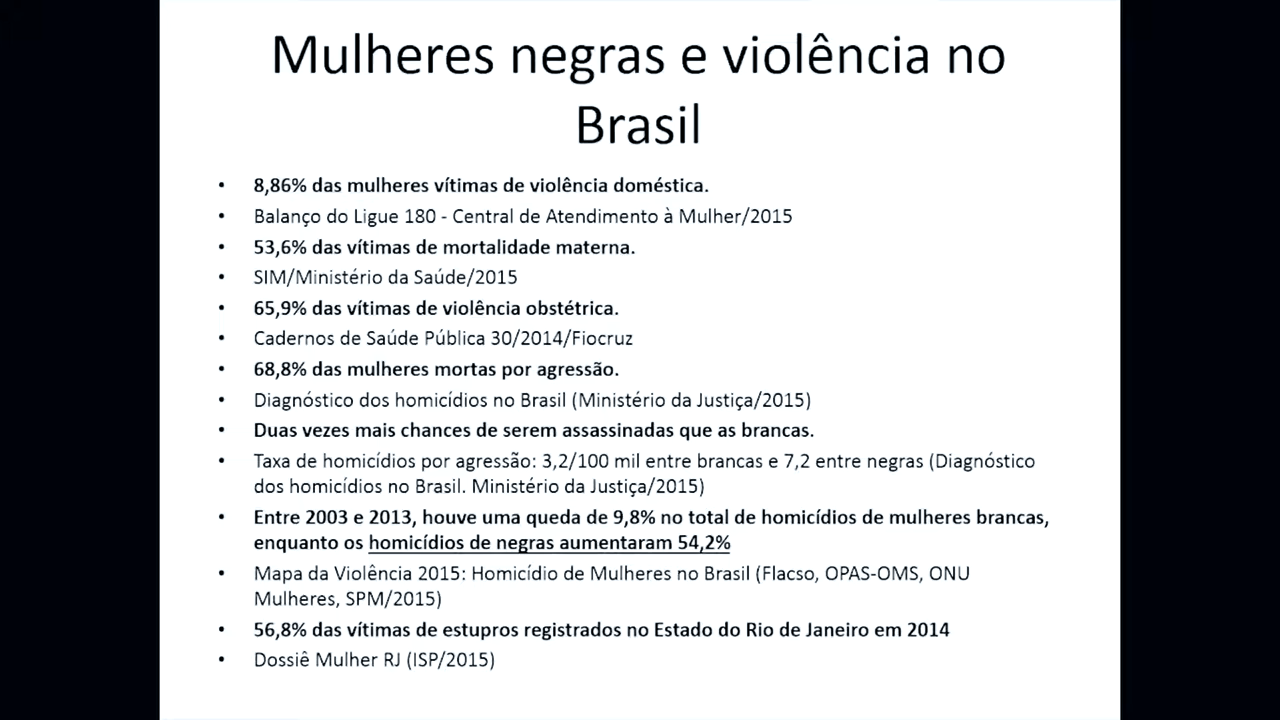 Mulheres negras e violência no
Brasil
• 8,86% das mulheres vítimas de violência doméstica.
• Balanço do Ligue 180 - Central de Atendimento à Mulher/2015
• 53,6% das vítimas de mortalidade materna.
• SIM/Ministério da Saúde/2015
• 65,9% das vítimas de violência obstétrica.
• Cadernos de Saúde Pública 30/2014/Fiocruz
• 68,8% das mulheres mortas por agressão.
• Diagnóstico dos homicídios no Brasil (Ministério da Justiça/2015)
• Duas vezes mais chances de serem assassinadas que as brancas.
• Taxa de homicídios por agressão: 3,2/100 mil entre brancas e 7,2 entre negras (Diagnóstico
dos homicídios no Brasil. Ministério da Justiça/2015)
• Entre 2003 e 2013, houve uma queda de 9,8% no total de homicídios de mulheres brancas,
enquanto os homicídios de negras aumentaram 54,2%
• Mapa da Violência 2015: Homicídio de Mulheres no Brasil (Flacso, OPAS-OMS, ONU
Mulheres, SPM/2015)
• 56,8% das vítimas de estupros registrados no Estado do Rio de Janeiro em 2014
• Dossiê Mulher RJ (ISP/2015)